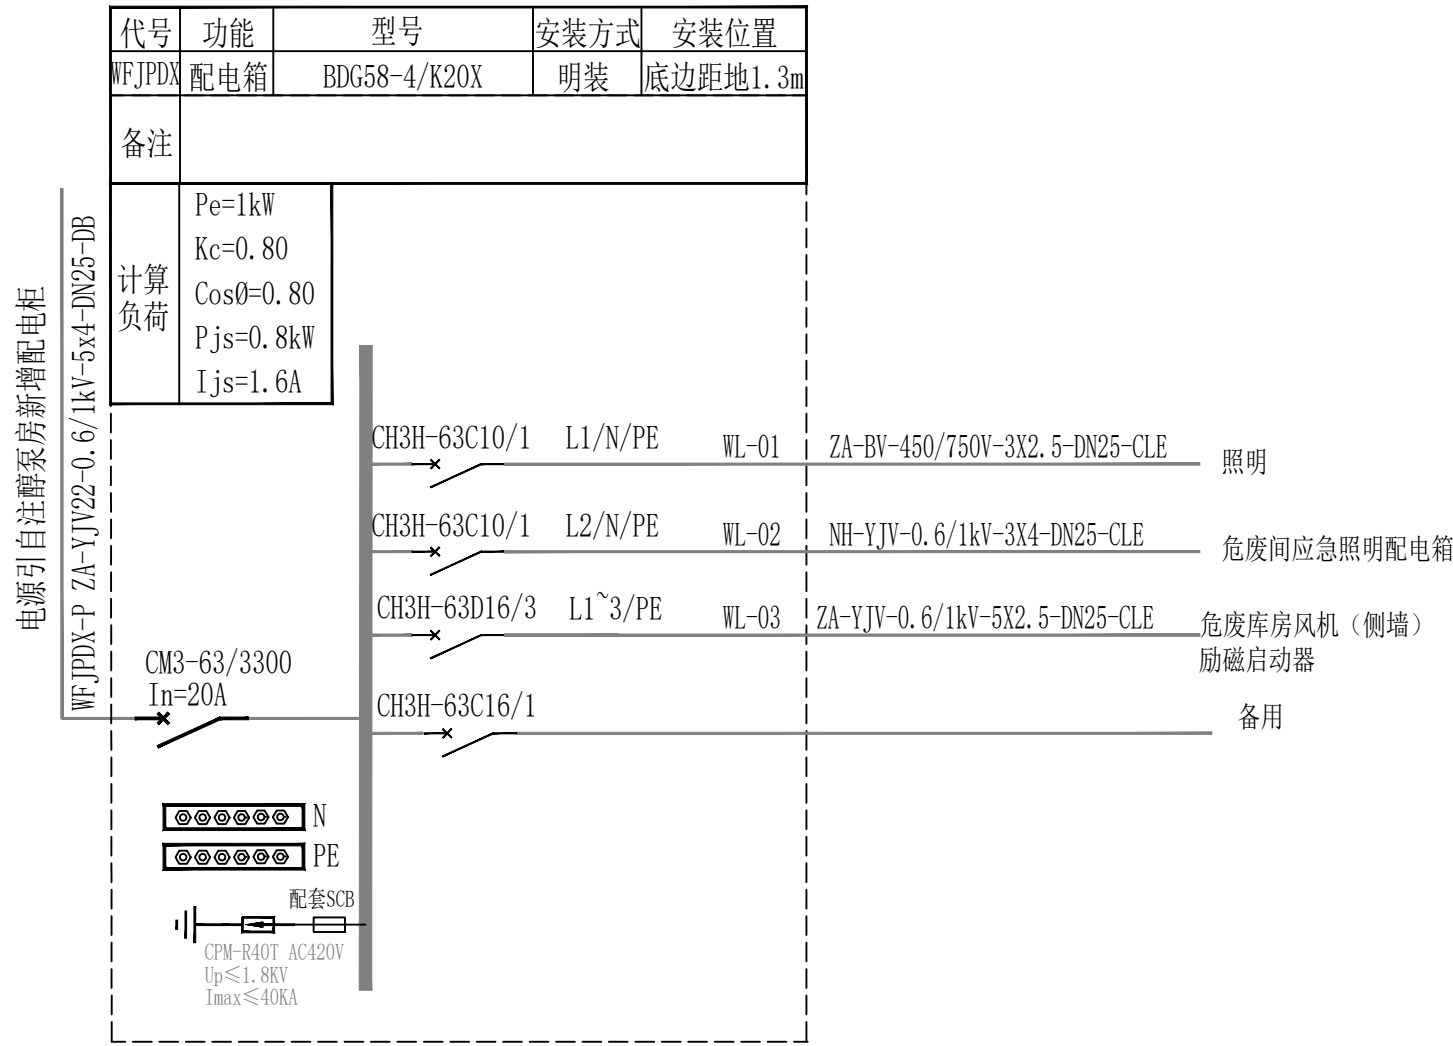 代号 功能 型号 安装方式 安装位置
WFJPDX 配电箱 BDG58-4/K20X 明装 底边距地1.3m
备注
计算
负荷
Pe=1kW
Kc=0.80
CosØ=0.80
Pjs=0.8kW
Ijs=1.6A
电源引自注醇泵房新增配电柜
WFJPDX-P ZA-YJV22-0.6/1kV-5x4-DN25-DB
CH3H-63C10/1 L1/N/PE WL-01 ZA-BV-450/750V-3X2.5-DN25-CLE 照明
CH3H-63C10/1 L2/N/PE WL-02 NH-YJV-0.6/1kV-3X4-DN25-CLE 危废间应急照明配电箱
CH3H-63D16/3 L1~3/PE WL-03 ZA-YJV-0.6/1kV-5X2.5-DN25-CLE 危废库房风机（侧墙）
励磁启动器
CM3-63/3300
In=20A
CH3H-63C16/1 备用
N
PE
配套SCB
CPM-R40T AC420V
Up≤1.8KV
Imax≤40KA